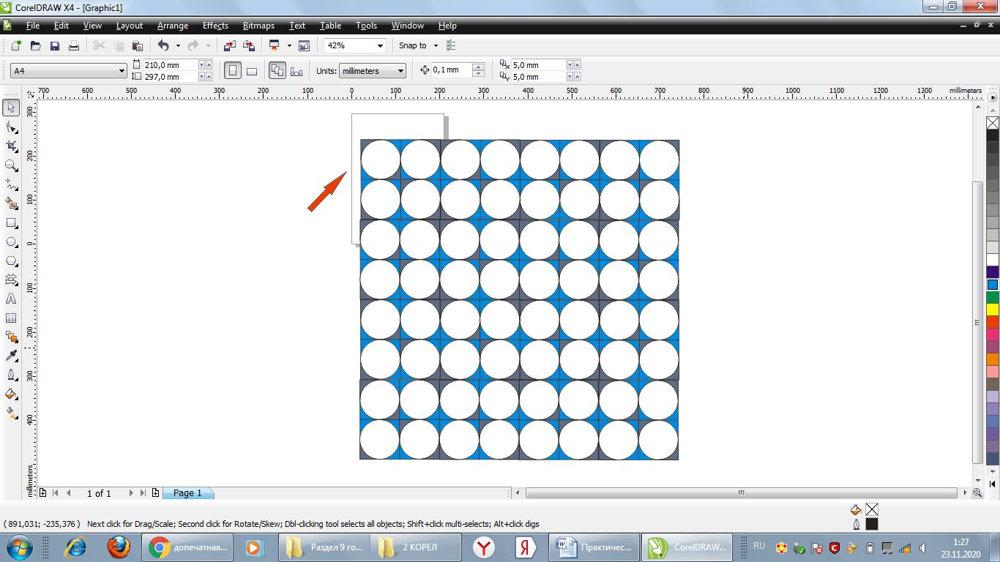 CorelDRAW X4 - [Graphic1]
File Edit View Layout Arrange Effects Bitmaps Text Table Tools Window Help
42% Snap to
A4 210,0 mm 297,0 mm Units: millimeters 0,1 mm 5,0 mm 5,0 mm
700 600 500 400 300 200 100 0 100 200 300 400 500 600 700 800 900 1000 1100 1200 1300 millimeters
300
200
100
0
100
200
300
400
millimeters
1 of 1 Page 1
( 891,031; -235,376 ) Next click for Drag/Scale; Second click for Rotate/Skew; Dbl-clicking tool selects all objects; Shift+click multi-selects; Alt+click digs
допечатная... Раздел 9 го... 2 КОРЕЛ Y Я Практичес... CorelDRAW... RU 1:27
23.11.2020